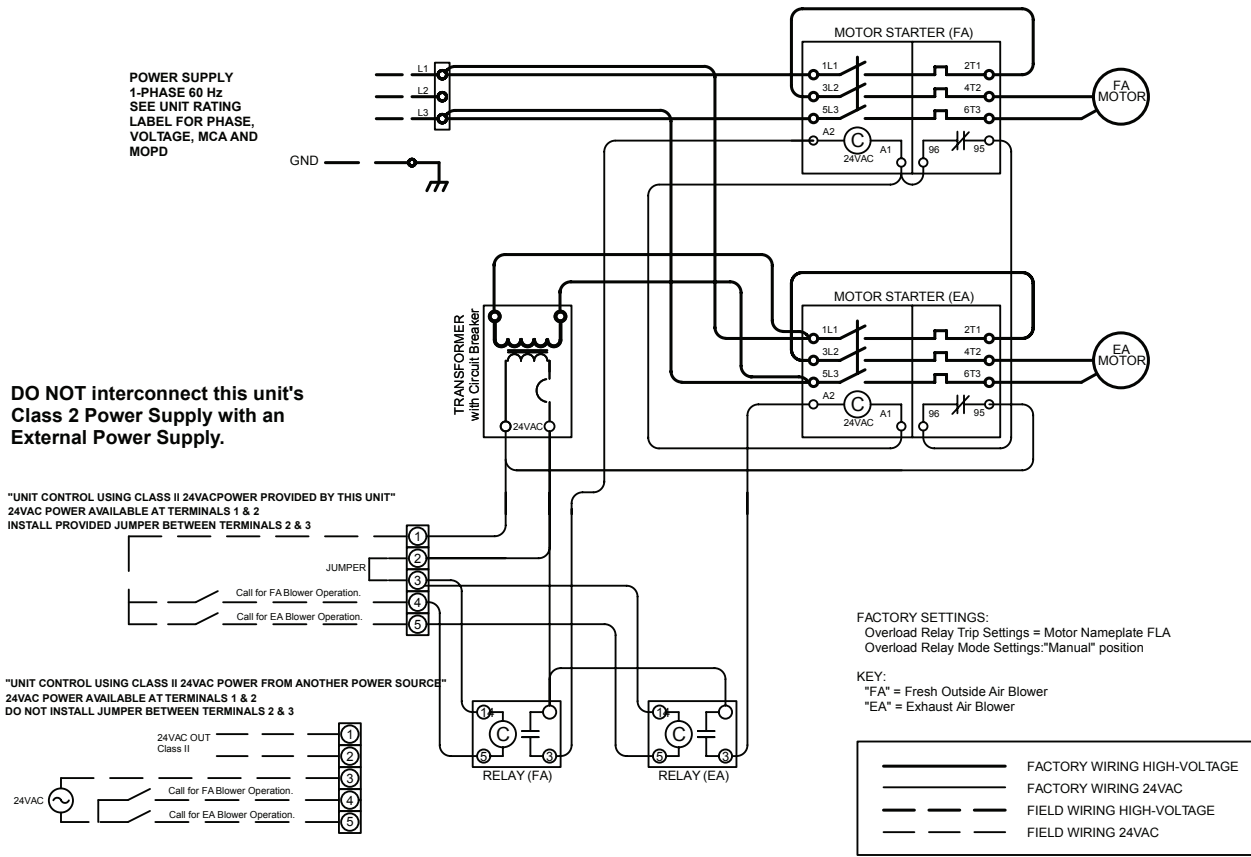 POWER SUPPLY
1-PHASE 60 Hz
SEE UNIT RATING
LABEL FOR PHASE,
VOLTAGE, MCA AND
MOPD
L1
L2
L3
GND
MOTOR STARTER (FA)
1L1
2T1
3L2
4T2
5L3
6T3
A2
C
A1
24VAC
96
95
FA
MOTOR
MOTOR STARTER (EA)
1L1
2T1
3L2
4T2
5L3
6T3
A2
C
A1
24VAC
96
95
EA
MOTOR
TRANSFORMER
with Circuit Breaker
24VAC
DO NOT interconnect this unit's
Class 2 Power Supply with an
External Power Supply.
"UNIT CONTROL USING CLASS II 24VACPOWER PROVIDED BY THIS UNIT"
24VAC POWER AVAILABLE AT TERMINALS 1 & 2
INSTALL PROVIDED JUMPER BETWEEN TERMINALS 2 & 3
1
2
JUMPER
3
Call for FA Blower Operation.
4
Call for EA Blower Operation.
5
"UNIT CONTROL USING CLASS II 24VAC POWER FROM ANOTHER POWER SOURCE"
24VAC POWER AVAILABLE AT TERMINALS 1 & 2
DO NOT INSTALL JUMPER BETWEEN TERMINALS 2 & 3
24VAC OUT
Class II
1
2
3
24VAC
Call for FA Blower Operation.
4
Call for EA Blower Operation.
5
14
C
5
3
RELAY (FA)
14
C
5
3
RELAY (EA)
FACTORY SETTINGS:
Overload Relay Trip Settings = Motor Nameplate FLA
Overload Relay Mode Settings:"Manual" position
KEY:
"FA" = Fresh Outside Air Blower
"EA" = Exhaust Air Blower
FACTORY WIRING HIGH-VOLTAGE
FACTORY WIRING 24VAC
FIELD WIRING HIGH-VOLTAGE
FIELD WIRING 24VAC